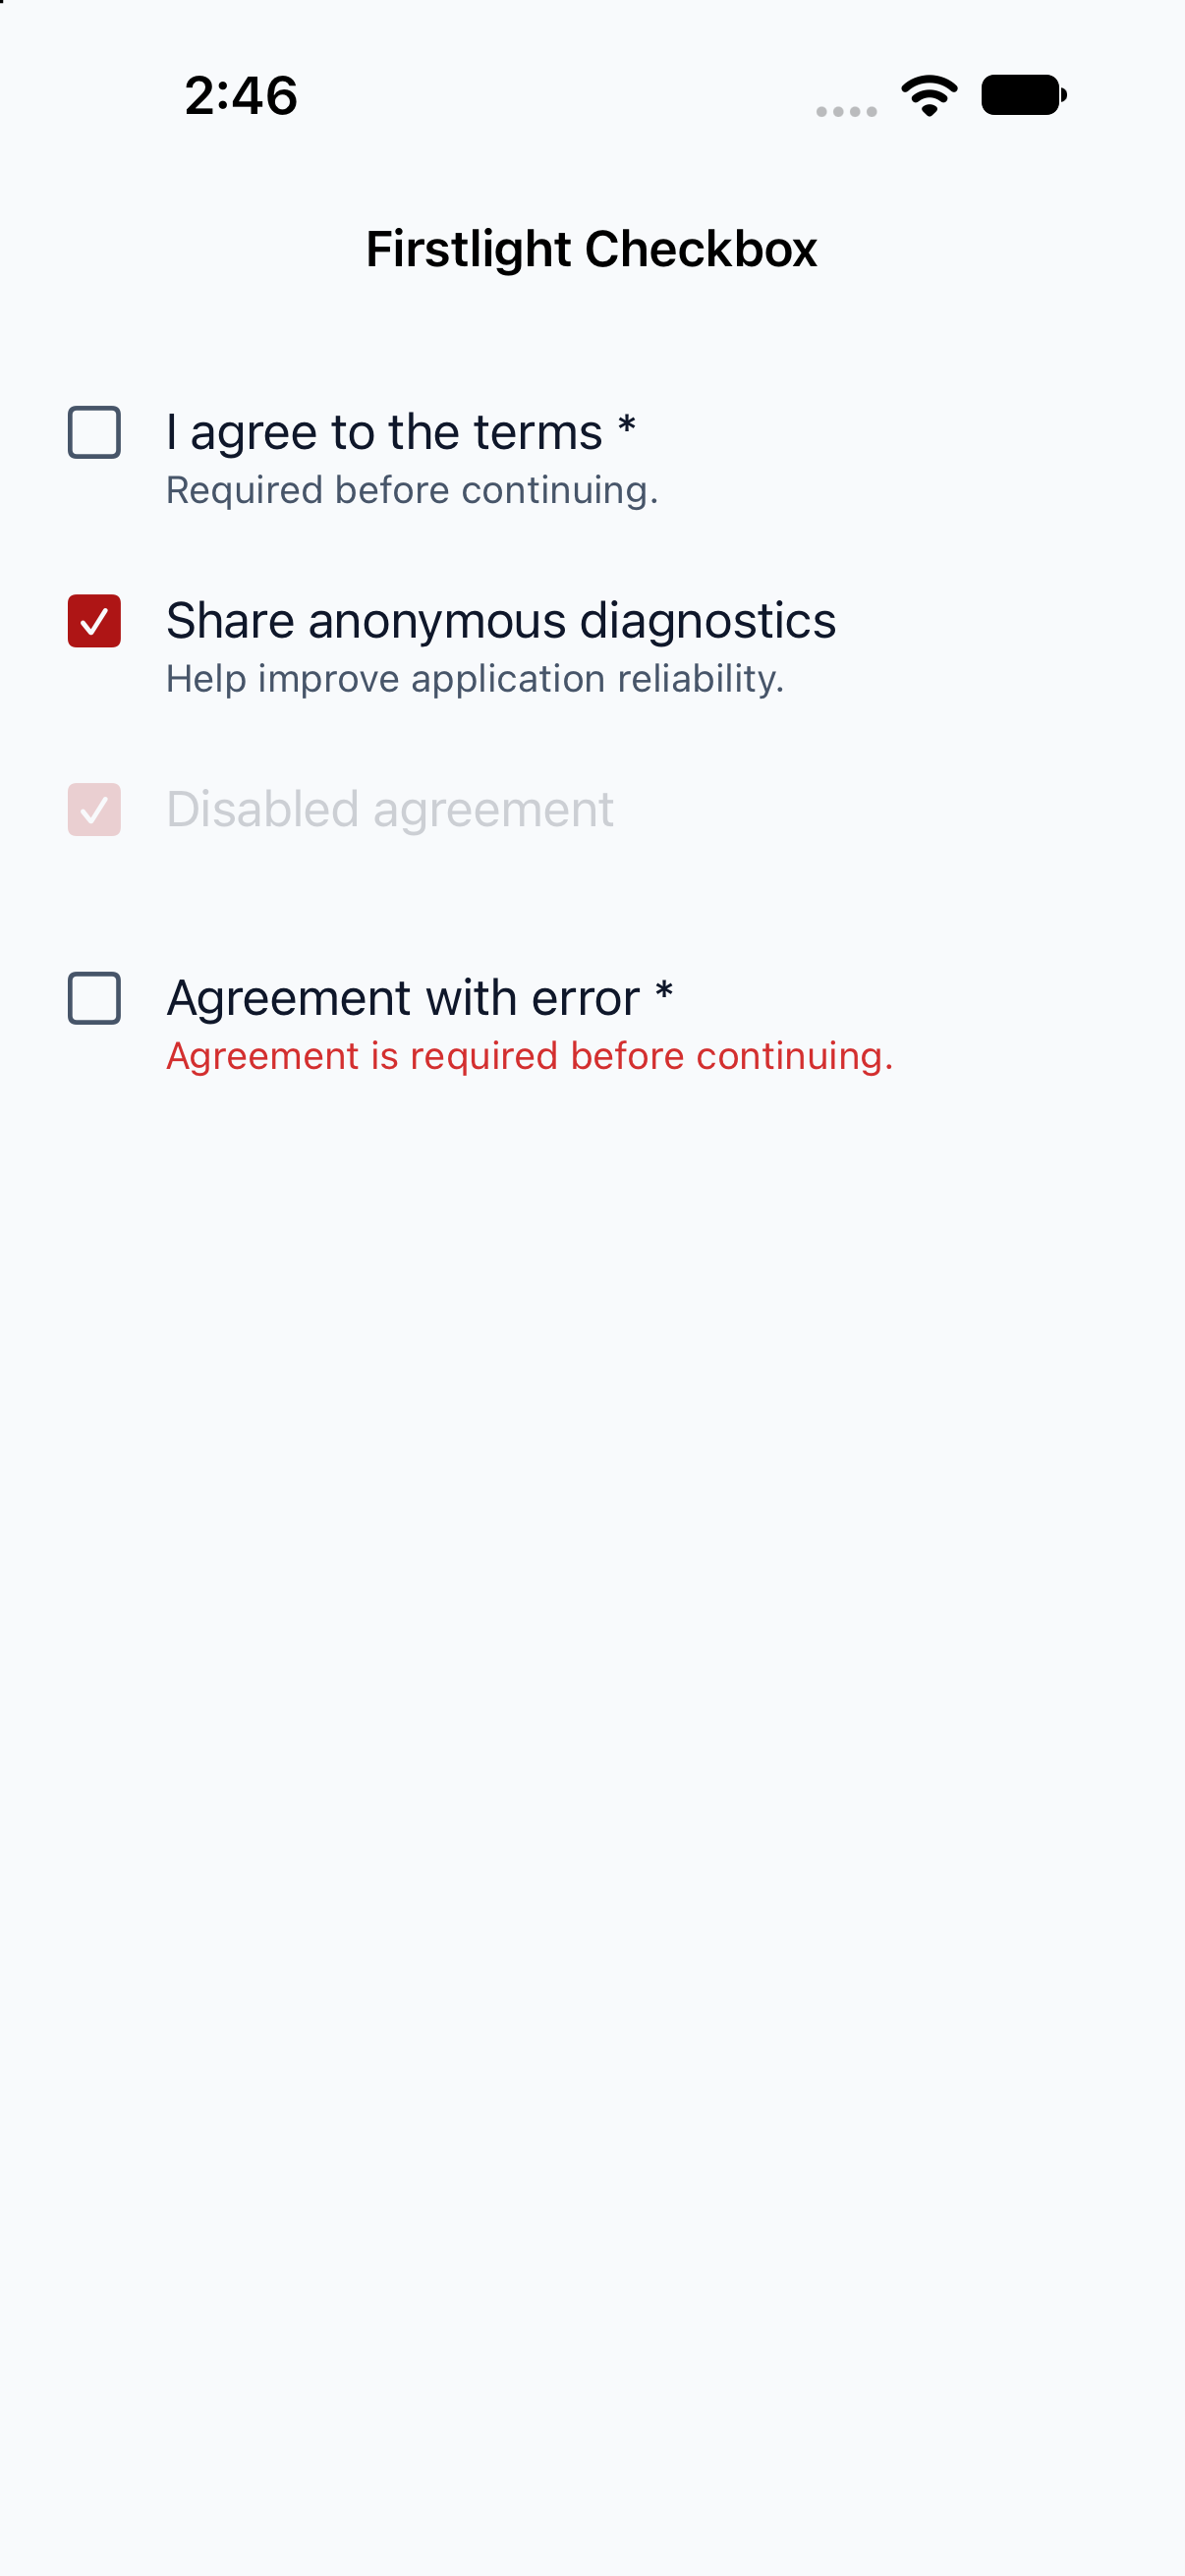 2:46
Firstlight Checkbox
I agree to the terms *
Required before continuing.
Share anonymous diagnostics
Help improve application reliability.
Disabled agreement
Agreement with error *
Agreement is required before continuing.